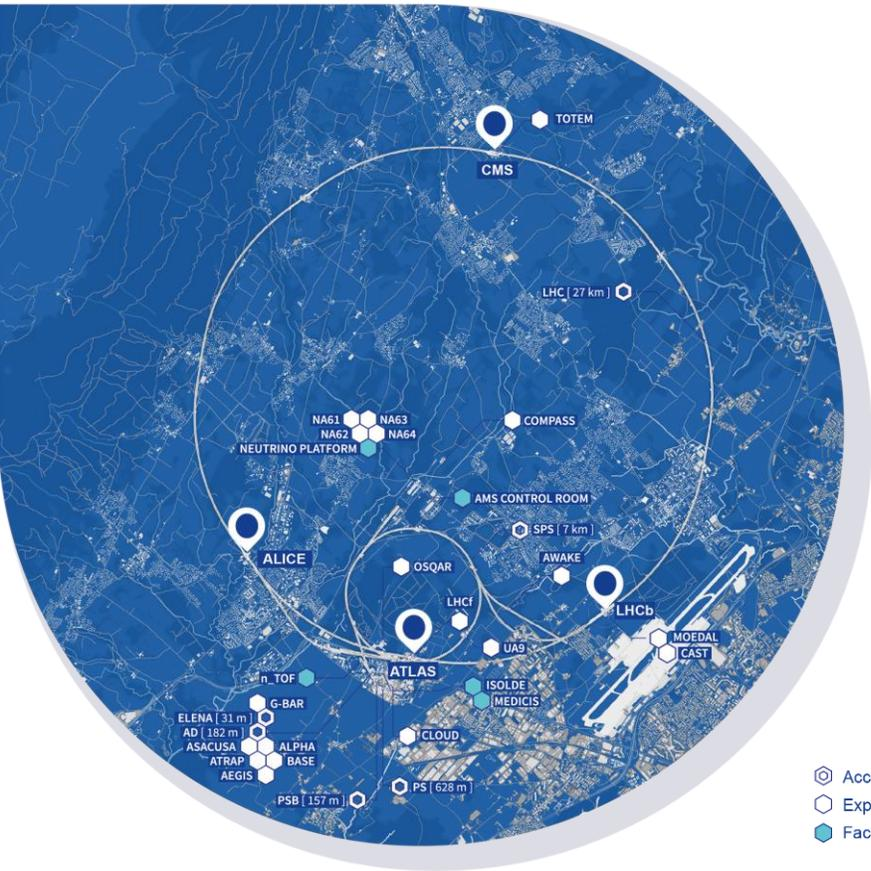 TOTEM
CMS
LHC [ 27 km ]
NA61 NA63
NA62 NA64
NEUTRINO PLATFORM
COMPASS
AMS CONTROL ROOM
SPS [ 7 km ]
ALICE
OSQAR
AWAKE
LHCf
LHCb
MOEDAL
CAST
UA9
ATLAS
n_TOF
ISOLDE
MEDICIS
G-BAR
ELENA [ 31 m ]
AD [ 182 m ]
ASACUSA ALPHA
ATRAP BASE
AEGIS
CLOUD
PS [ 628 m ]
PSB [ 157 m ]
Acc
Exp
Fac